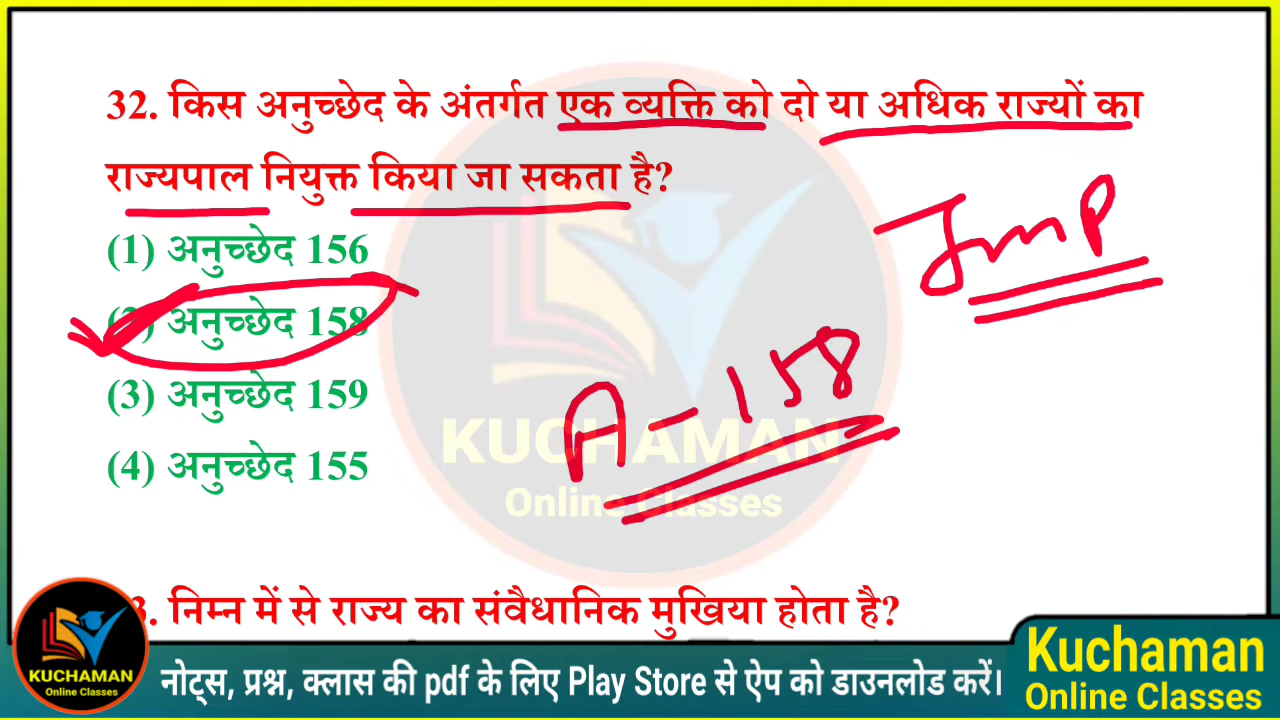 32. किस अनुच्छेद के अंतर्गत एक व्यक्ति को दो या अधिक राज्यों का
राज्यपाल नियुक्त किया जा सकता है?
Imp
(1) अनुच्छेद 156
(2) अनुच्छेद 158
A-158
(3) अनुच्छेद 159
(4) अनुच्छेद 155
KUCHAMAN
Online Classes
3. निम्न में से राज्य का संवैधानिक मुखिया होता है?
KUCHAMAN
Online Classes
नोट्स, प्रश्न, क्लास की pdf के लिए Play Store से ऐप को डाउनलोड करें।
Kuchaman
Online Classes